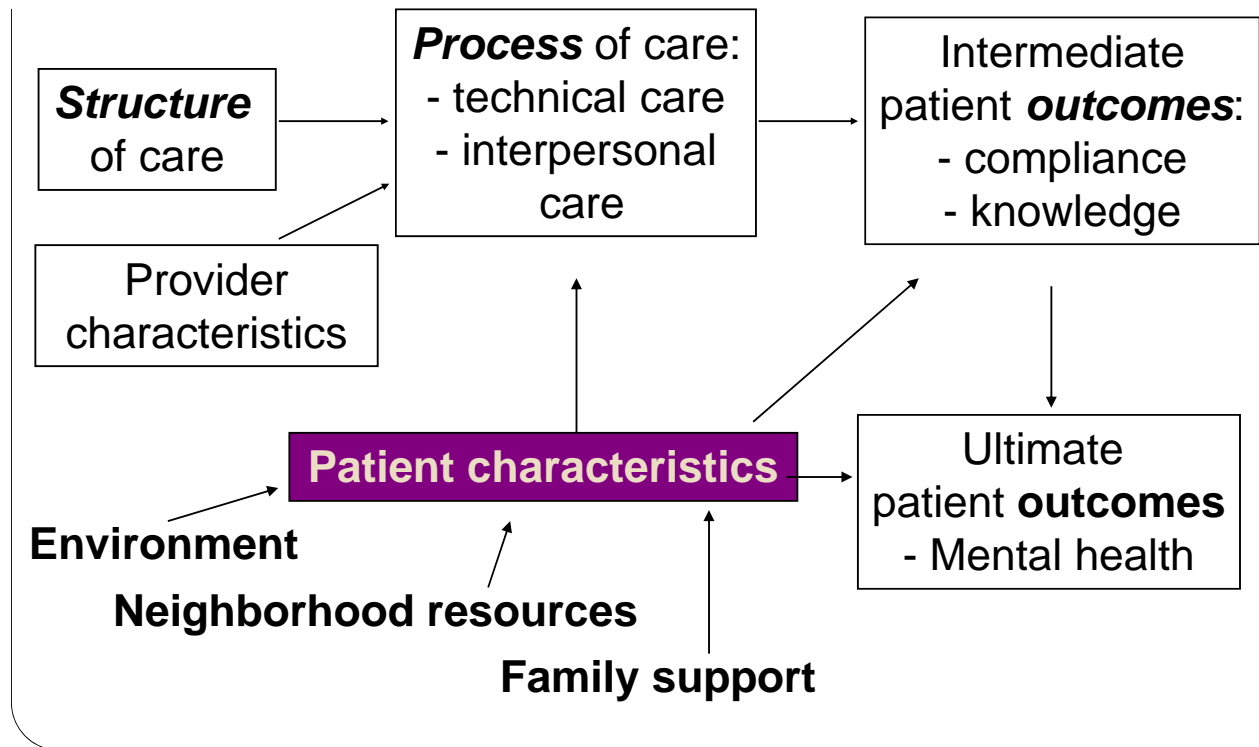 Structure
of care
Process of care:
- technical care
- interpersonal
care
Intermediate
patient outcomes:
- compliance
- knowledge
Provider
characteristics
Patient characteristics
Ultimate
patient outcomes
- Mental health
Environment
Neighborhood resources
Family support